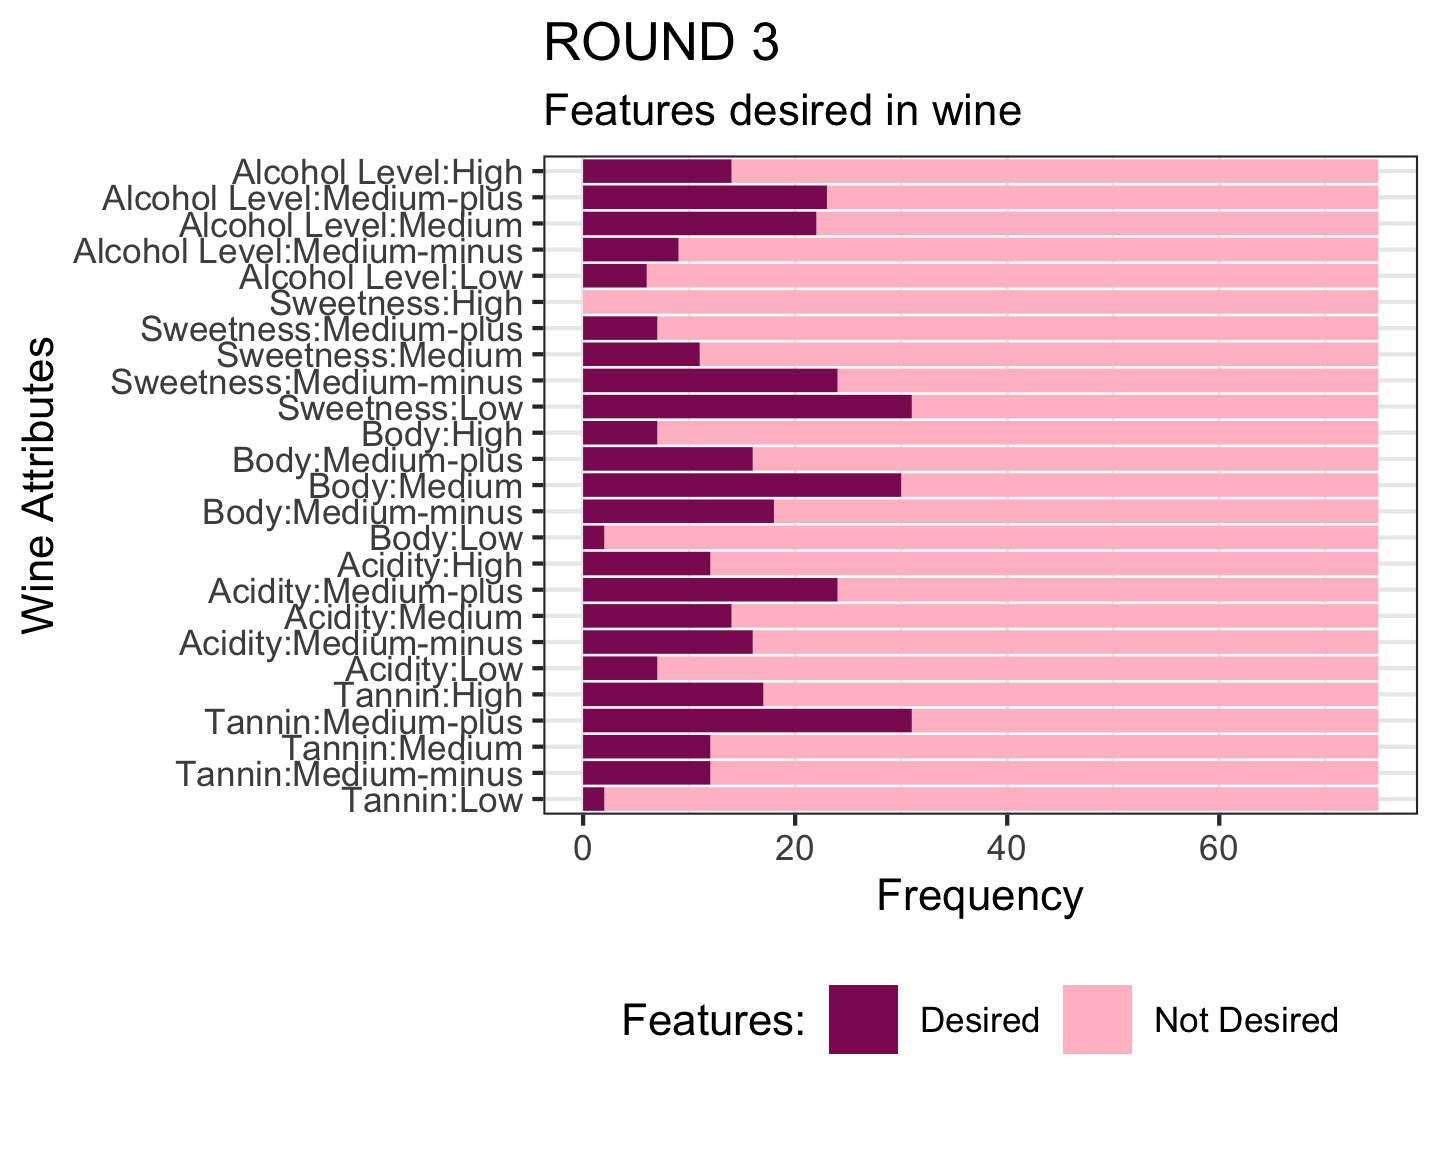 ROUND 3
Features desired in wine
Alcohol Level:High
Alcohol Level:Medium-plus
Alcohol Level:Medium
Alcohol Level:Medium-minus
Alcohol Level:Low
Sweetness:High
Sweetness:Medium-plus
Sweetness:Medium
Sweetness:Medium-minus
Sweetness:Low
Body:High
Body:Medium-plus
Body:Medium
Body:Medium-minus
Body:Low
Acidity:High
Acidity:Medium-plus
Acidity:Medium
Acidity:Medium-minus
Acidity:Low
Tannin:High
Tannin:Medium-plus
Tannin:Medium
Tannin:Medium-minus
Tannin:Low
Wine Attributes
0 20 40 60
Frequency
Features: Desired Not Desired